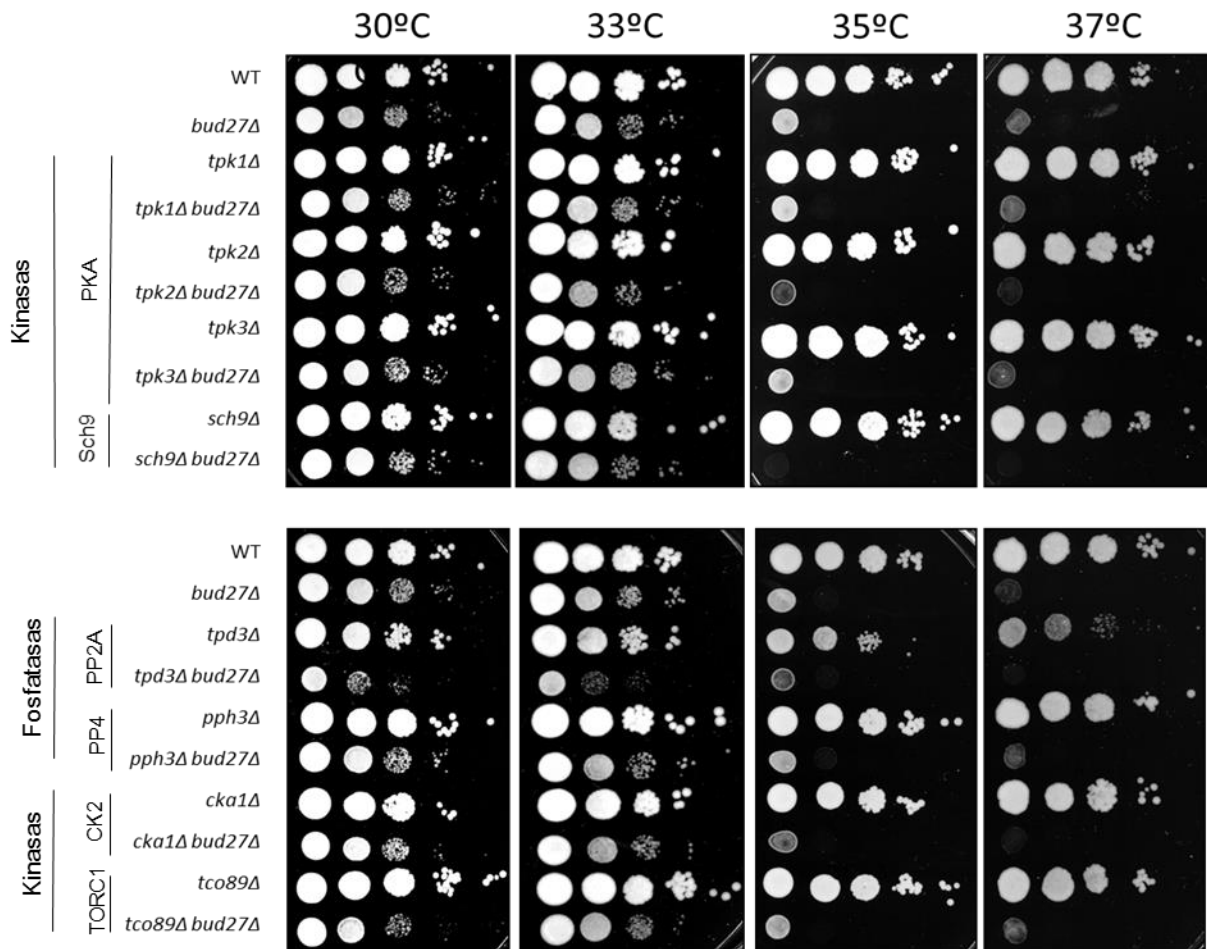 30ºC 33ºC 35ºC 37ºC
WT
bud27Δ
tpk1Δ
tpk1Δ bud27Δ
tpk2Δ
tpk2Δ bud27Δ
tpk3Δ
tpk3Δ bud27Δ
sch9Δ
sch9Δ bud27Δ
Kinasas
PKA
Sch9
WT
bud27Δ
tpd3Δ
tpd3Δ bud27Δ
pph3Δ
pph3Δ bud27Δ
cka1Δ
cka1Δ bud27Δ
tco89Δ
tco89Δ bud27Δ
Fosfatasas
PP2A
PP4
Kinasas
CK2
TORC1